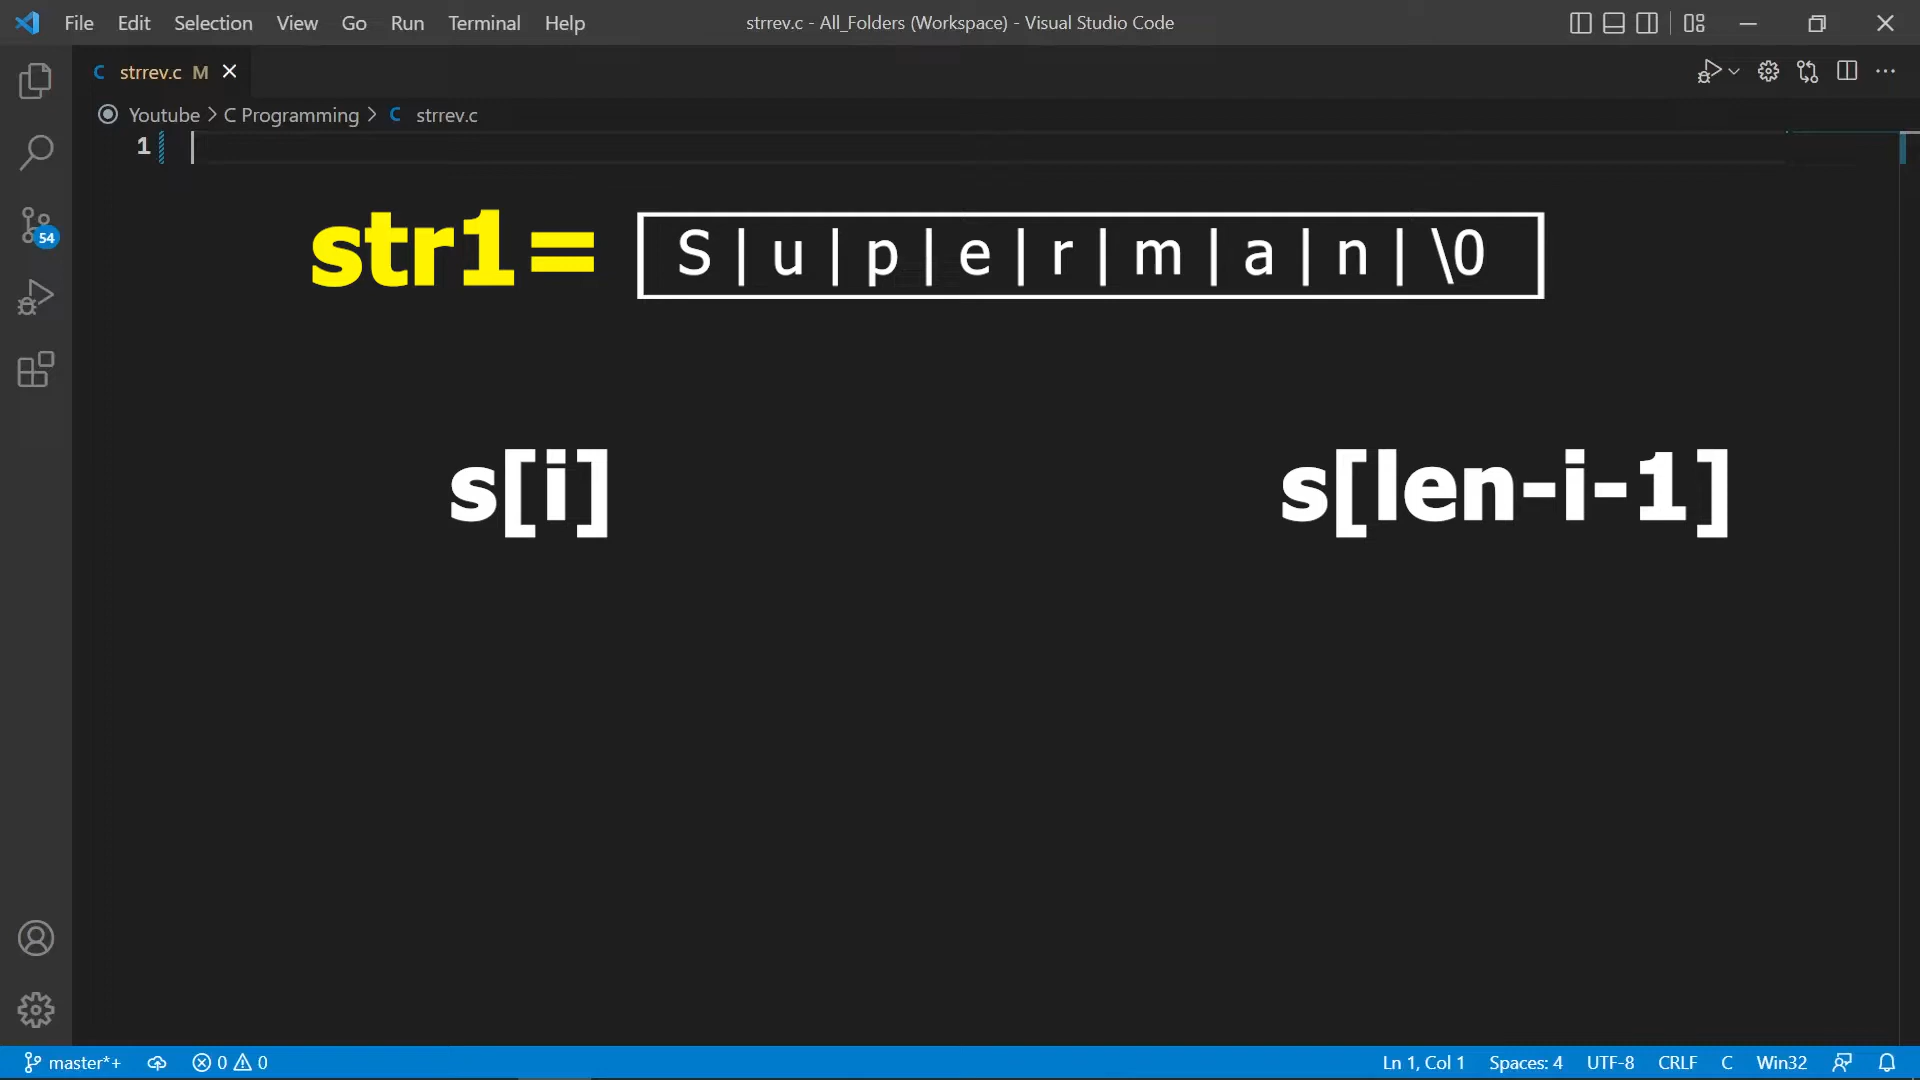 File Edit Selection View Go Run Terminal Help strrev.c - All_Folders (Workspace) - Visual Studio Code
C strrev.c M
Youtube > C Programming > C strrev.c
1
str1= S | u | p | e | r | m | a | n | \0
s[i] s[len-i-1]
54
master*+ 0 0 Ln 1, Col 1 Spaces: 4 UTF-8 CRLF C Win32